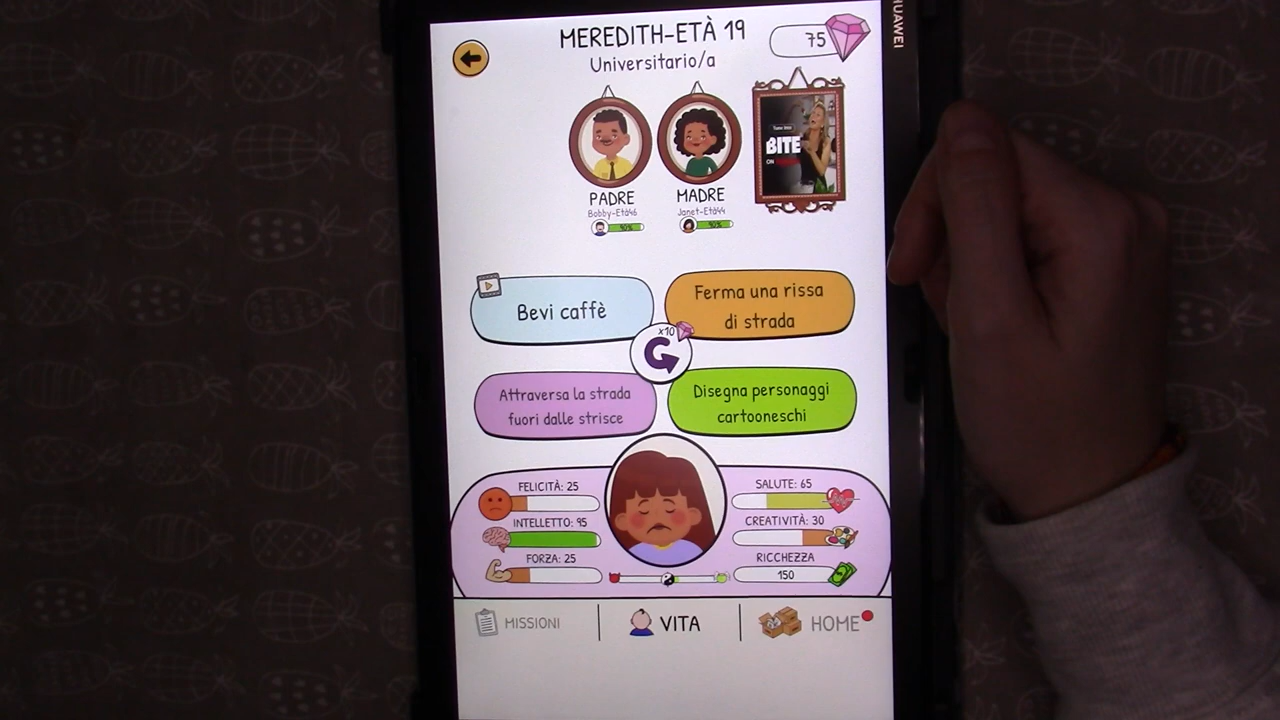 MEREDITH-ETÀ 19
Universitario/a
75
HUAWEI
BITE
ON
PADRE
Bobby-Età46
MADRE
Janet-Età44
Bevi caffè
Ferma una rissa
di strada
x10
Attraversa la strada
fuori dalle strisce
Disegna personaggi
cartooneschi
FELICITÀ: 25
SALUTE: 65
INTELLETTO: 95
CREATIVITÀ: 30
FORZA: 25
RICCHEZZA
150
MISSIONI
VITA
HOME